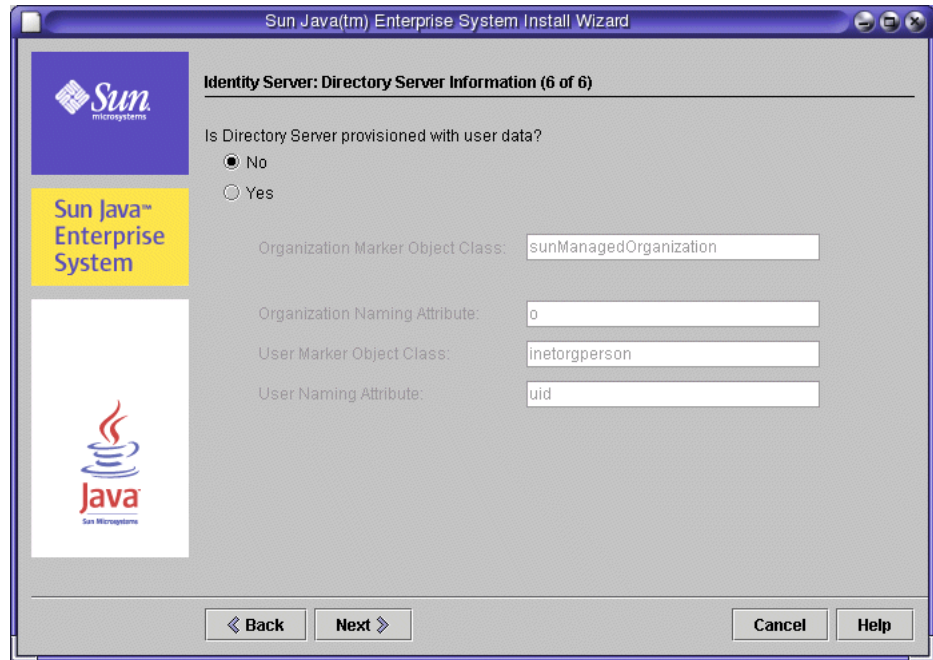 Sun Java(tm) Enterprise System Install Wizard
Sun
microsystems
Identity Server: Directory Server Information (6 of 6)
Is Directory Server provisioned with user data?
No
Yes
Sun Java™
Enterprise
System
Organization Marker Object Class: sunManagedOrganization
Organization Naming Attribute: o
User Marker Object Class: inetorgperson
User Naming Attribute: uid
Java
Sun Microsystems
Back Next Cancel Help